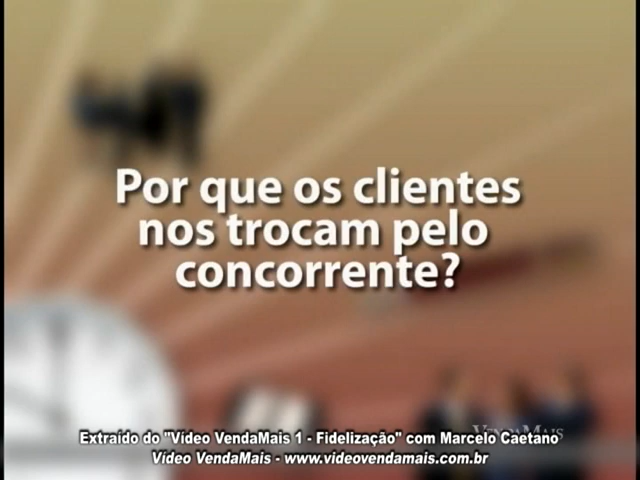 Por que os clientes
nos trocam pelo
concorrente?
VENDAMAIS
Extraído do "Vídeo VendaMais 1 - Fidelização" com Marcelo Caetano
Vídeo VendaMais - www.videovendamais.com.br